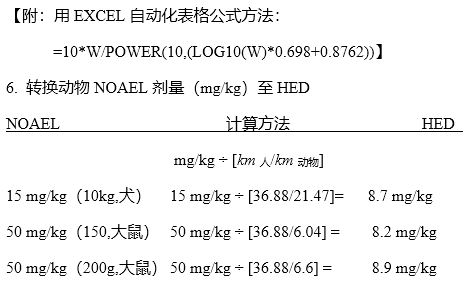 【附：用 EXCEL 自动化表格公式方法：
=10*W/POWER(10,(LOG10(W)*0.698+0.8762))】
6. 转换动物 NOAEL 剂量（mg/kg）至 HED
NOAEL 计算方法 HED
mg/kg ÷ [km 人/km 动物]
15 mg/kg（10kg,犬） 15 mg/kg ÷ [36.88/21.47]= 8.7 mg/kg
50 mg/kg（150,大鼠） 50 mg/kg ÷ [36.88/6.04] = 8.2 mg/kg
50 mg/kg（200g,大鼠） 50 mg/kg ÷ [36.88/6.6] = 8.9 mg/kg